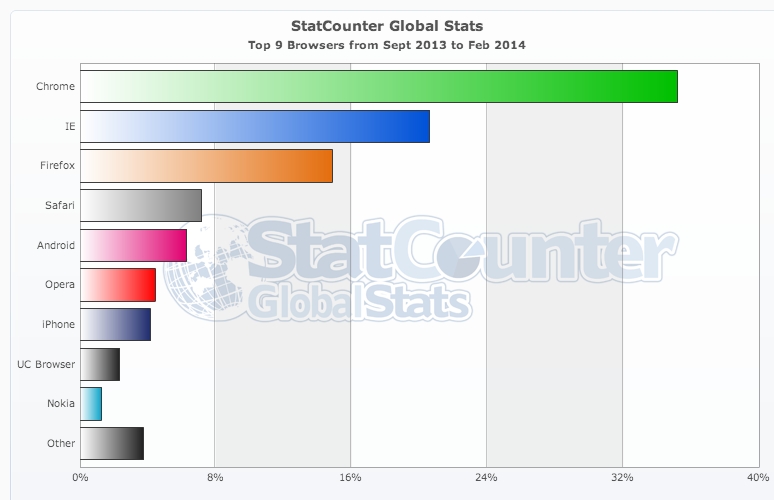 StatCounter Global Stats
Top 9 Browsers from Sept 2013 to Feb 2014
Chrome
IE
Firefox
Safari
Android
Opera
iPhone
UC Browser
Nokia
Other
StatCounter
GlobalStats
0% 8% 16% 24% 32% 40%